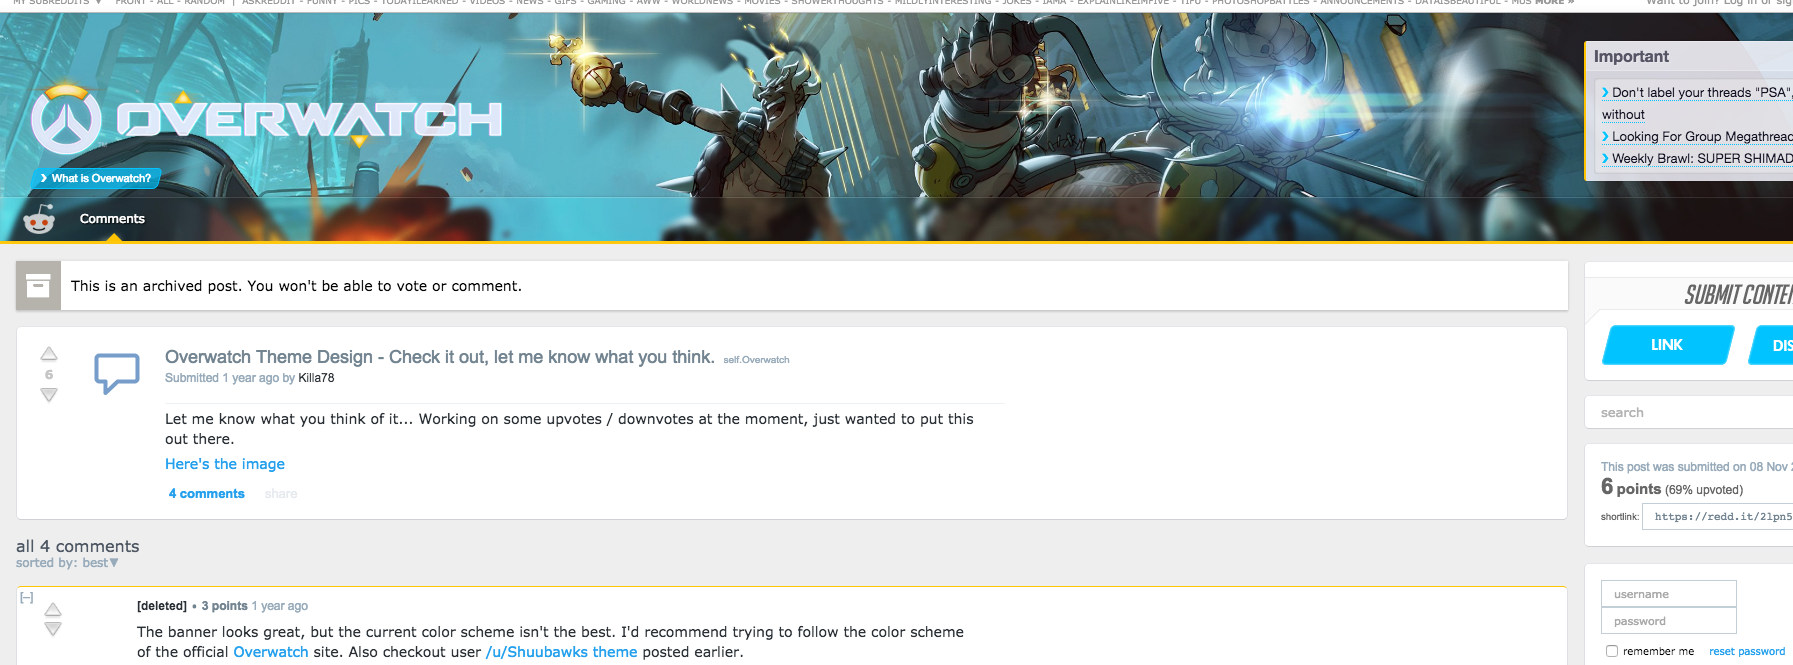 MY SUBREDDITS ▼ FRONT - ALL - RANDOM | ASKREDDIT - FUNNY - PICS - TODAYILEARNED - VIDEOS - NEWS - GIFS - GAMING - AWW - WORLDNEWS - MOVIES - SHOWERTHOUGHTS - MILDLYINTERESTING - JOKES - IAMA - EXPLAINLIKEIMFIVE - TIFU - PHOTOSHOPBATTLES - ANNOUNCEMENTS - DATAISBEAUTIFUL - MUS MORE »
Want to join? Log in or sig
OVERWATCH
What is Overwatch?
Comments
Important
Don't label your threads "PSA",
without
Looking For Group Megathread
Weekly Brawl: SUPER SHIMAD
This is an archived post. You won't be able to vote or comment.
6
Overwatch Theme Design - Check it out, let me know what you think. self.Overwatch
Submitted 1 year ago by Killa78
Let me know what you think of it... Working on some upvotes / downvotes at the moment, just wanted to put this
out there.
Here's the image
4 comments share
all 4 comments
sorted by: best▼
[–]
[deleted] • 3 points 1 year ago
The banner looks great, but the current color scheme isn't the best. I'd recommend trying to follow the color scheme
of the official Overwatch site. Also checkout user /u/Shuubawks theme posted earlier.
SUBMIT CONTE
LINK
DIS
search
This post was submitted on 08 Nov 2
6 points (69% upvoted)
shortlink: https://redd.it/2lpn5
username
password
remember me reset password